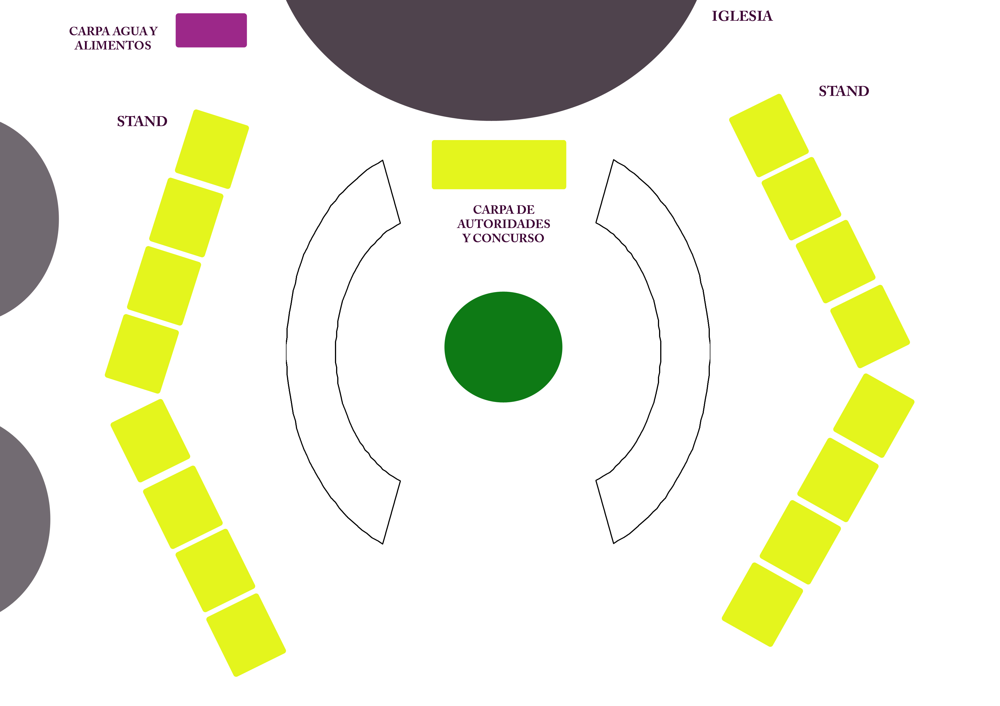 IGLESIA
CARPA AGUA Y
ALIMENTOS
STAND
STAND
CARPA DE
AUTORIDADES
Y CONCURSO